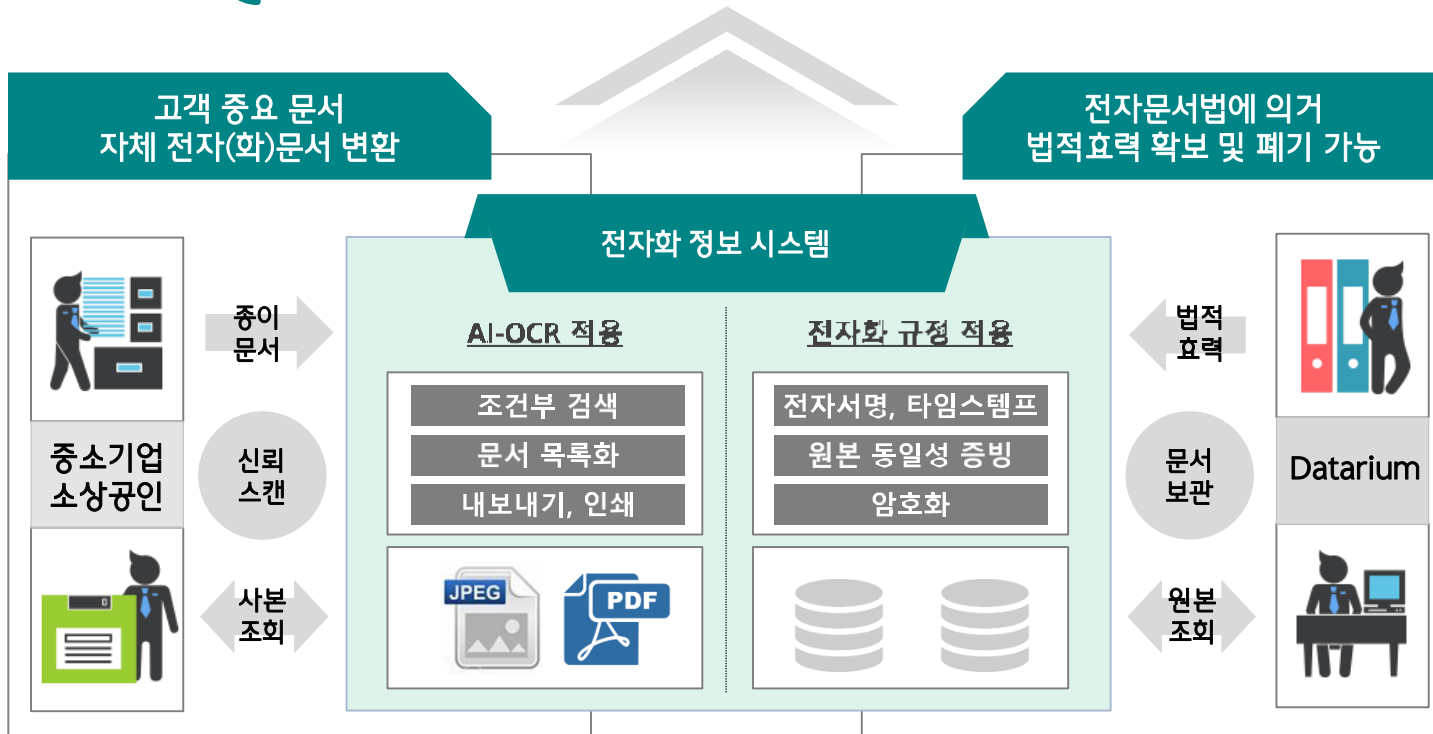 고객 중요 문서
자체 전자(화)문서 변환
전자문서법에 의거
법적효력 확보 및 폐기 가능
전자화 정보 시스템
종이
문서
중소기업
소상공인
신뢰
스캔
사본
조회
AI-OCR 적용
조건부 검색
문서 목록화
내보내기, 인쇄
JPEG
PDF
전자화 규정 적용
전자서명, 타임스템프
원본 동일성 증빙
암호화
법적
효력
문서
보관
원본
조회
Datarium